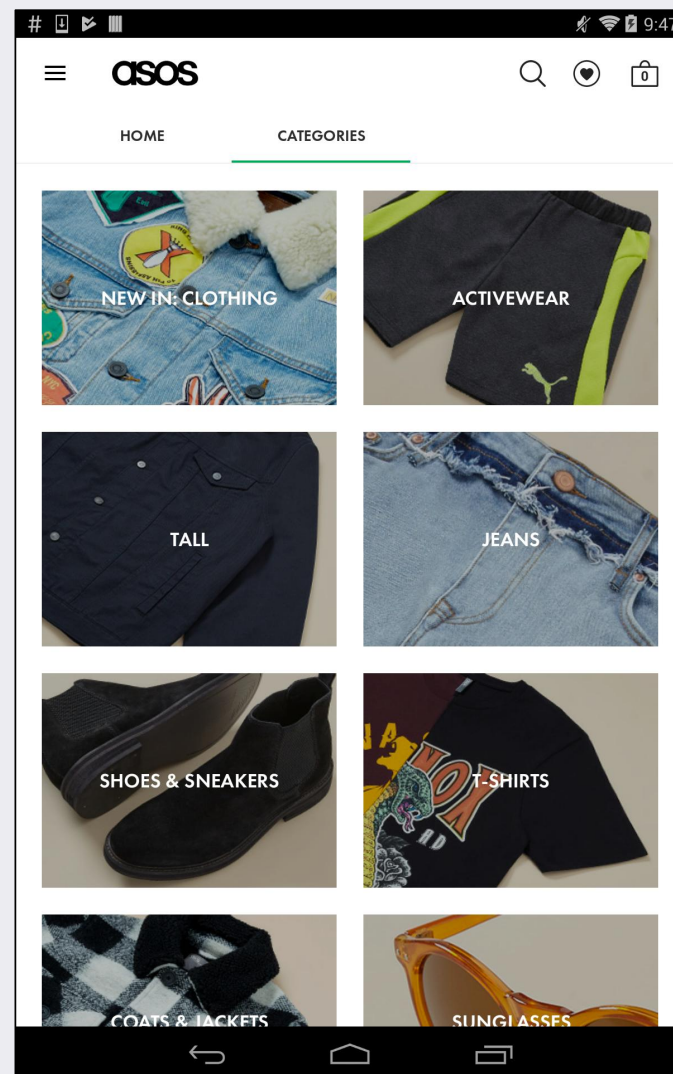 9:47
asos
0
HOME CATEGORIES
NEW IN: CLOTHING
ACTIVEWEAR
TALL
JEANS
SHOES & SNEAKERS
T-SHIRTS
COATS & JACKETS
SUNGLASSES